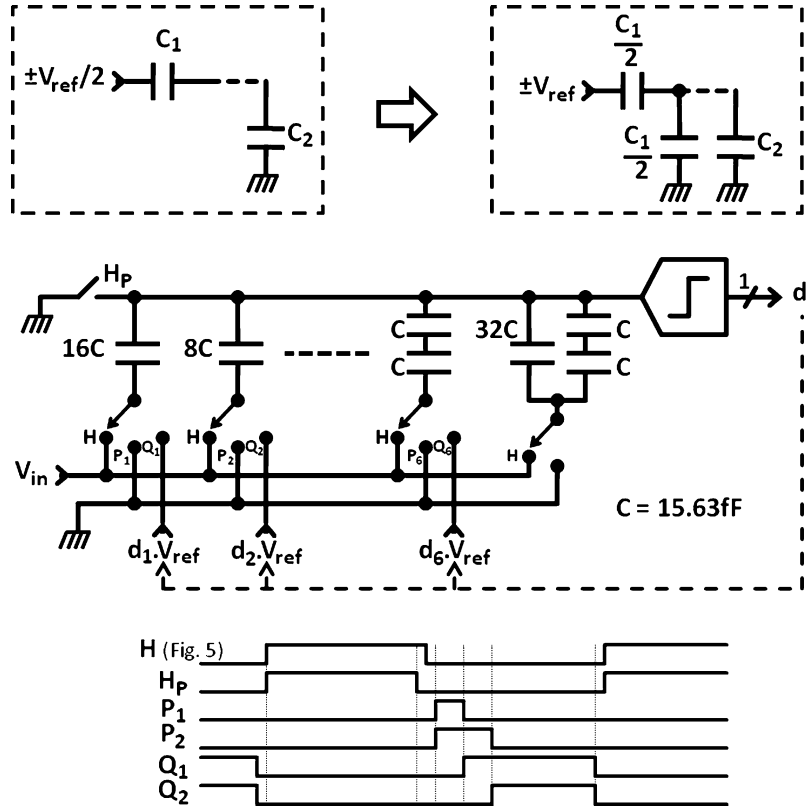 C₁
±Vref/2
C₂
C₁/2
±Vref
C₁/2
C₂
Hₚ
1
d
16C
8C
C
C
32C
C
C
H
P₁
Q₁
H
P₂
Q₂
H
P₆
Q₆
H
Vin
C = 15.63fF
d₁.Vref
d₂.Vref
d₆.Vref
H (Fig. 5)
Hₚ
P₁
P₂
Q₁
Q₂